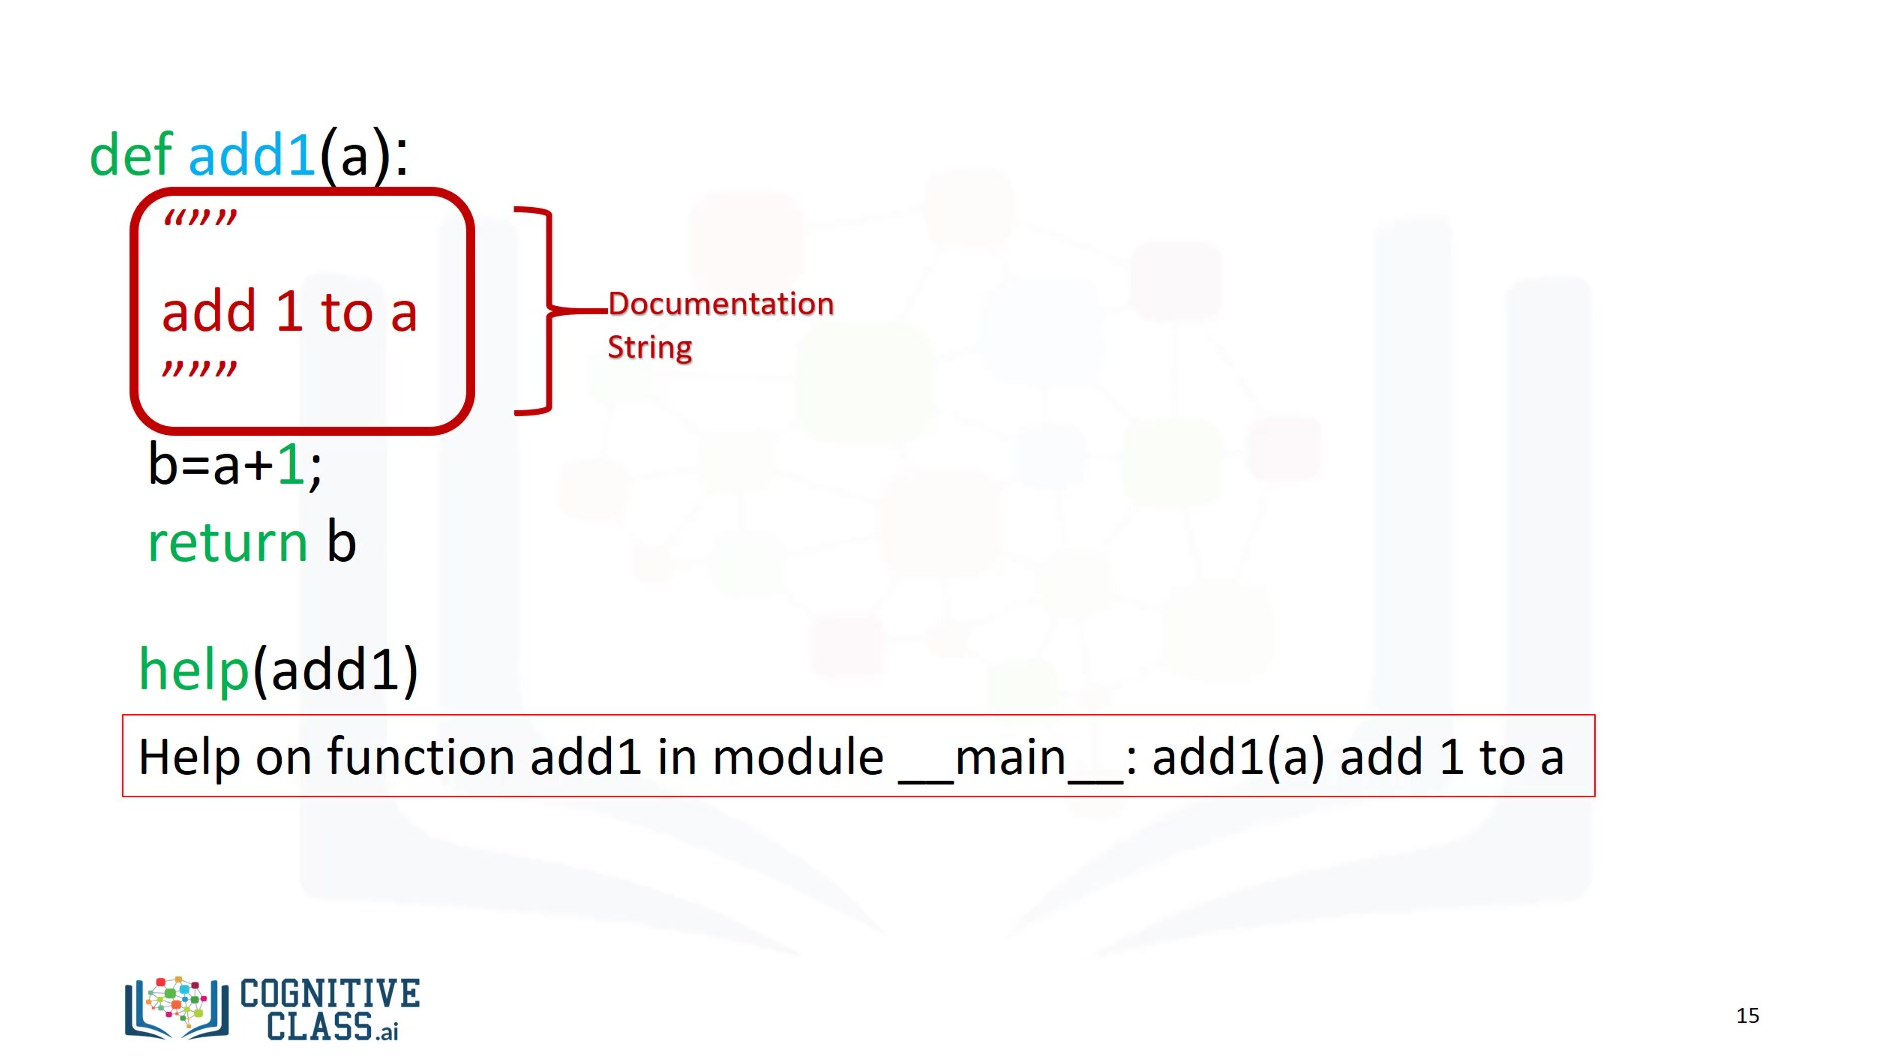 def add1(a):
“””
add 1 to a
”””
Documentation
String
b=a+1;
return b
help(add1)
Help on function add1 in module __main__: add1(a) add 1 to a
COGNITIVE
CLASS.ai
15